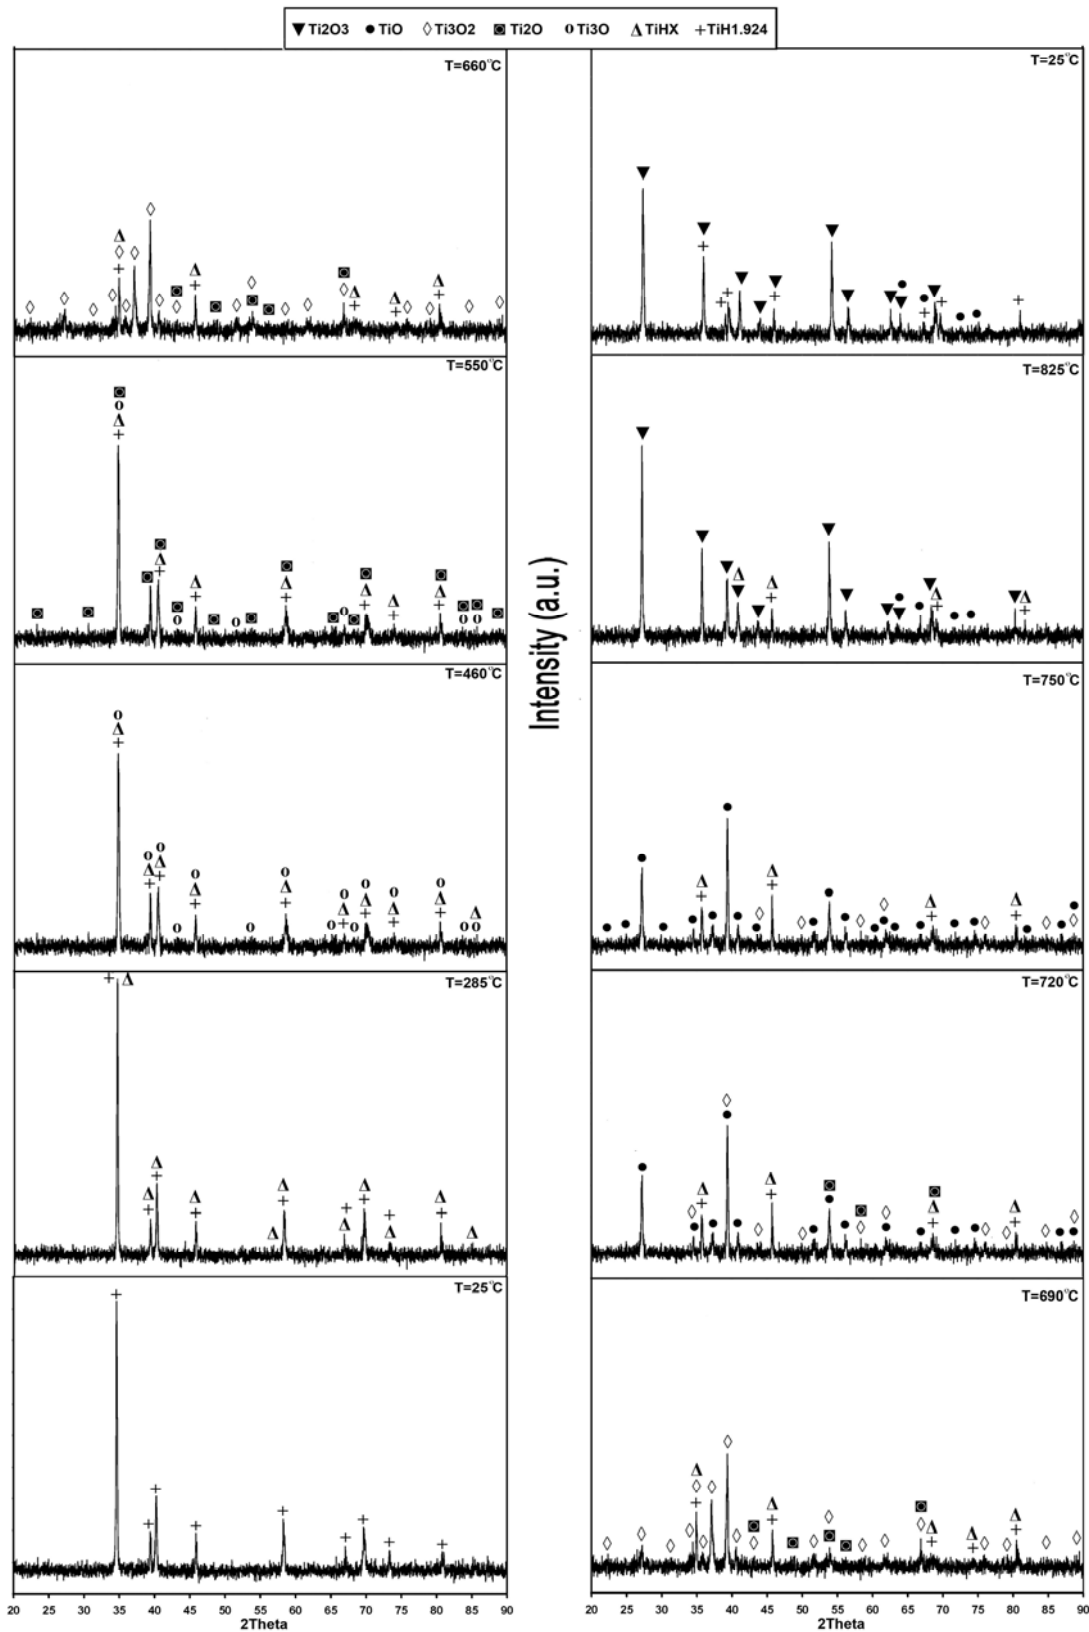 ▼Ti2O3 ●TiO ◇Ti3O2 ◙Ti2O oTi3O ΔTiHX +TiH1.924
T=660°C
T=550°C
T=460°C
T=285°C
T=25°C
20 25 30 35 40 45 50 55 60 65 70 75 80 85 90
2Theta
Intensity (a.u.)
T=25°C
T=825°C
T=750°C
T=720°C
T=690°C
20 25 30 35 40 45 50 55 60 65 70 75 80 85 90
2Theta